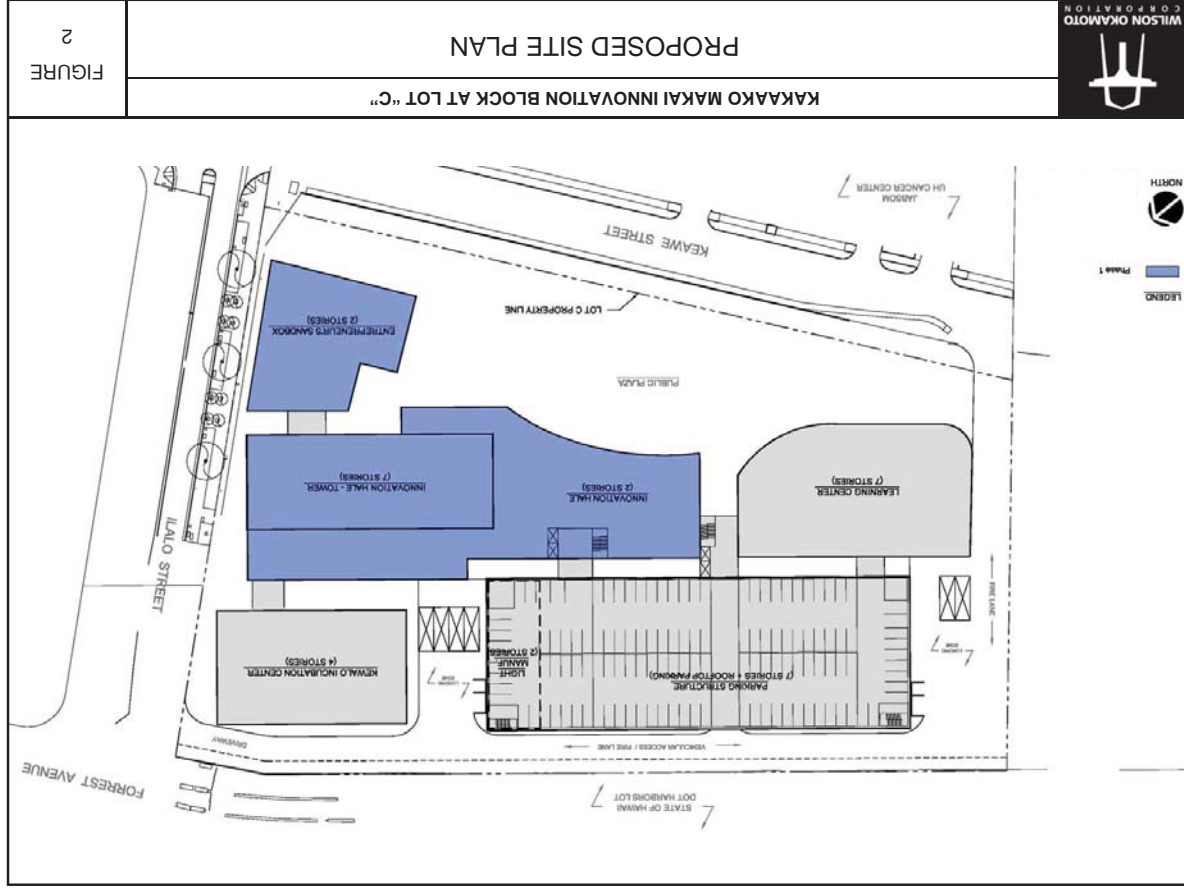 STATE OF HAWAII
DOT HARBORS LOT
FORREST AVENUE
VEHICULAR ACCESS / FIRE LANE
DRIVEWAY
PARKING STRUCTURE
(7 STORIES + ROOFTOP PARKING)
LIGHT
MANUF
(2 STORIES)
LOADING
ZONE
KEWALO INCUBATION CENTER
(4 STORIES)
LOADING
ZONE
FIRE LANE
ILALO STREET
LEARNING CENTER
(7 STORIES)
INNOVATION HALE
(2 STORIES)
INNOVATION HALE - TOWER
(7 STORIES)
PUBLIC PLAZA
ENTREPRENEUR'S SANDBOX
(2 STORIES)
LOT C PROPERTY LINE
KEAWE STREET
JABSOM
UH CANCER CENTER
LEGEND
Phase 1
NORTH
WILSON OKAMOTO
CORPORATION
KAKAAKO MAKAI INNOVATION BLOCK AT LOT "C"
PROPOSED SITE PLAN
FIGURE
2